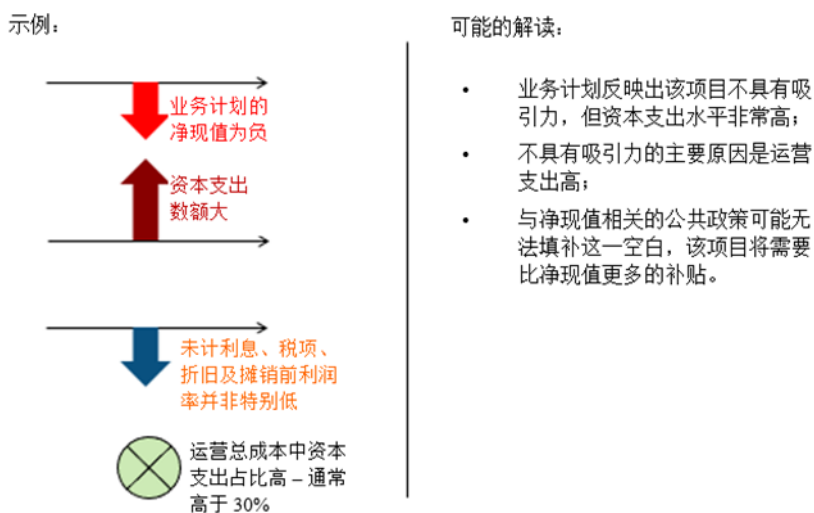 示例：
业务计划的
净现值为负
资本支出
数额大
未计利息、税项、
折旧及摊销前利润
率并非特别低
运营总成本中资本
支出占比高 – 通常
高于 30%
可能的解读：
• 业务计划反映出该项目不具有吸
引力，但资本支出水平非常高；
• 不具有吸引力的主要原因是运营
支出高；
• 与净现值相关的公共政策可能无
法填补这一空白，该项目将需要
比净现值更多的补贴。